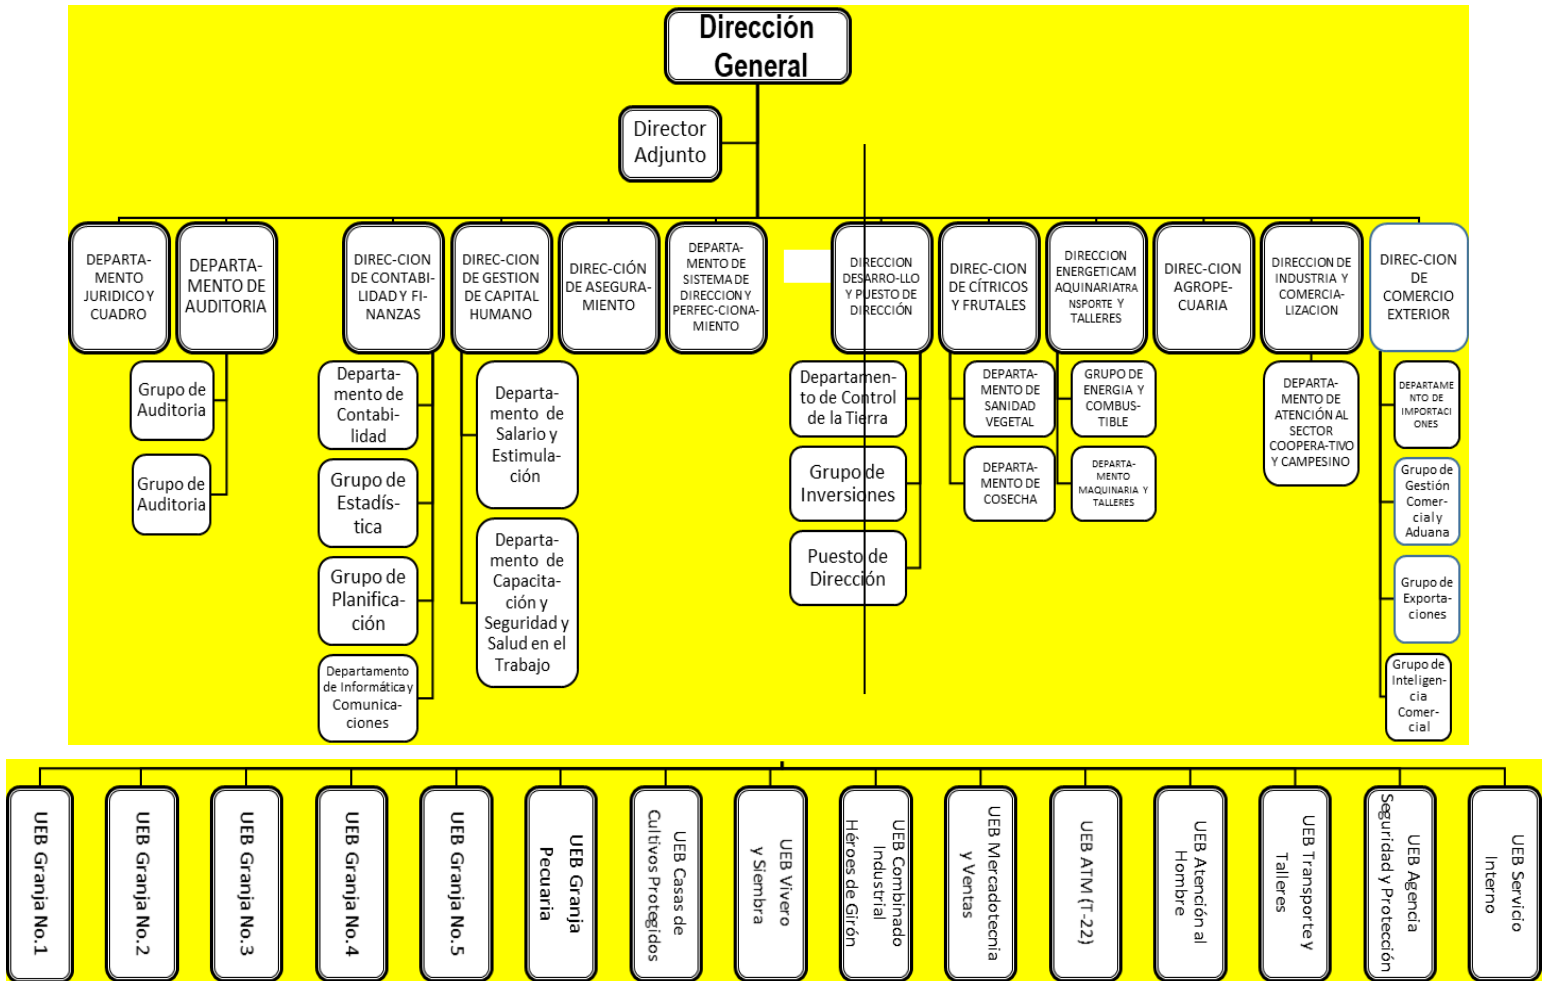 Dirección
General
Director
Adjunto
DEPARTA-
MENTO
JURIDICO Y
CUADRO
DEPARTA-
MENTO DE
AUDITORIA
DIREC-CION
DE CONTABI-
LIDAD Y FI-
NANZAS
DIREC-CION
DE GESTION
DE CAPITAL
HUMANO
DIREC-CIÓN
DE ASEGURA-
MIENTO
DEPARTA-
MENTO DE
SISTEMA DE
DIRECCION Y
PERFEC-CIONA-
MIENTO
DIRECCION
DESARRO-LLO
Y PUESTO DE
DIRECCIÓN
DIREC-CION
DE CÍTRICOS
Y FRUTALES
DIRECCION
ENERGETICAM
AQUINARIATRA
NSPORTE Y
TALLERES
DIREC-CION
AGROPE-
CUARIA
DIRECCION DE
INDUSTRIA Y
COMERCIA-
LIZACION
DIREC-CION
DE
COMERCIO
EXTERIOR
Grupo de
Auditoria
Grupo de
Auditoria
Departa-
mento de
Contabi-
lidad
Grupo de
Estadís-
tica
Grupo de
Planifica-
ción
Departamento
de Informática y
Comunica-
ciones
Departa-
mento de
Salario y
Estimula-
ción
Departa-
mento de
Capacita-
ción y
Seguridad y
Salud en el
Trabajo
Departamen-
to de Control
de la Tierra
Grupo de
Inversiones
Puesto de
Dirección
DEPARTA-
MENTO DE
SANIDAD
VEGETAL
DEPARTA-
MENTO DE
COSECHA
GRUPO DE
ENERGIA Y
COMBUS-
TIBLE
DEPARTA-
MENTO
MAQUINARIA Y
TALLERES
DEPARTA-
MENTO DE
ATENCIÓN AL
SECTOR
COOPERA-TIVO
Y CAMPESINO
DEPARTAME
NTO DE
IMPORTACI
ONES
Grupo de
Gestión
Comer-
cial y
Aduana
Grupo de
Exporta-
ciones
Grupo de
Inteligen-
cia
Comer-
cial
UEB Granja No.1
UEB Granja No.2
UEB Granja No.3
UEB Granja No.4
UEB Granja No.5
UEB Granja
Pecuaria
UEB Casas de
Cultivos Protegidos
UEB Vivero
y Siembra
UEB Combinado
Industrial
Héroes de Girón
UEB Mercadotecnia
y Ventas
UEB ATM (T-22)
UEB Atención al
Hombre
UEB Transporte y
Talleres
UEB Agencia
Seguridad y Protección
UEB Servicio
Interno